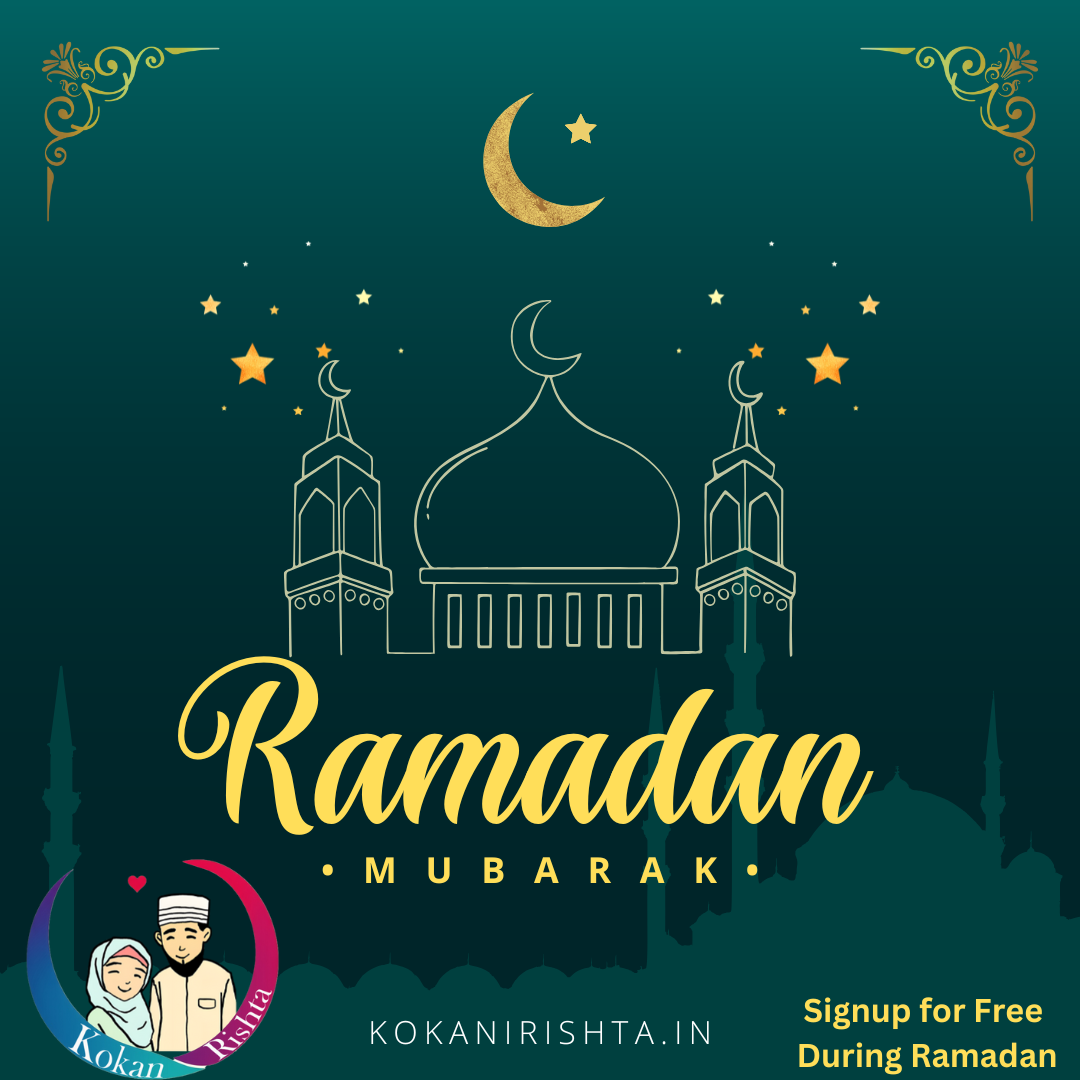 Ramadan
• MUBARAK •
Kokan Rishta
KOKANIRISHTA.IN
Signup for Free
During Ramadan